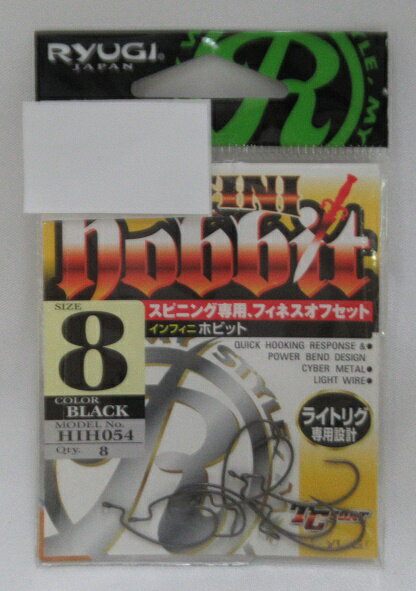 RYUGI
JAPAN
R
hobbit
スピニング専用、フィネスオフセット
インフィニ ホビット
QUICK HOOKING RESPONSE &
POWER BEND DESIGN
CYBER METAL
LIGHT WIRE
SIZE
8
COLOR
BLACK
MODEL No.
HIH054
Qty. 8
ライトリグ
専用設計
TC